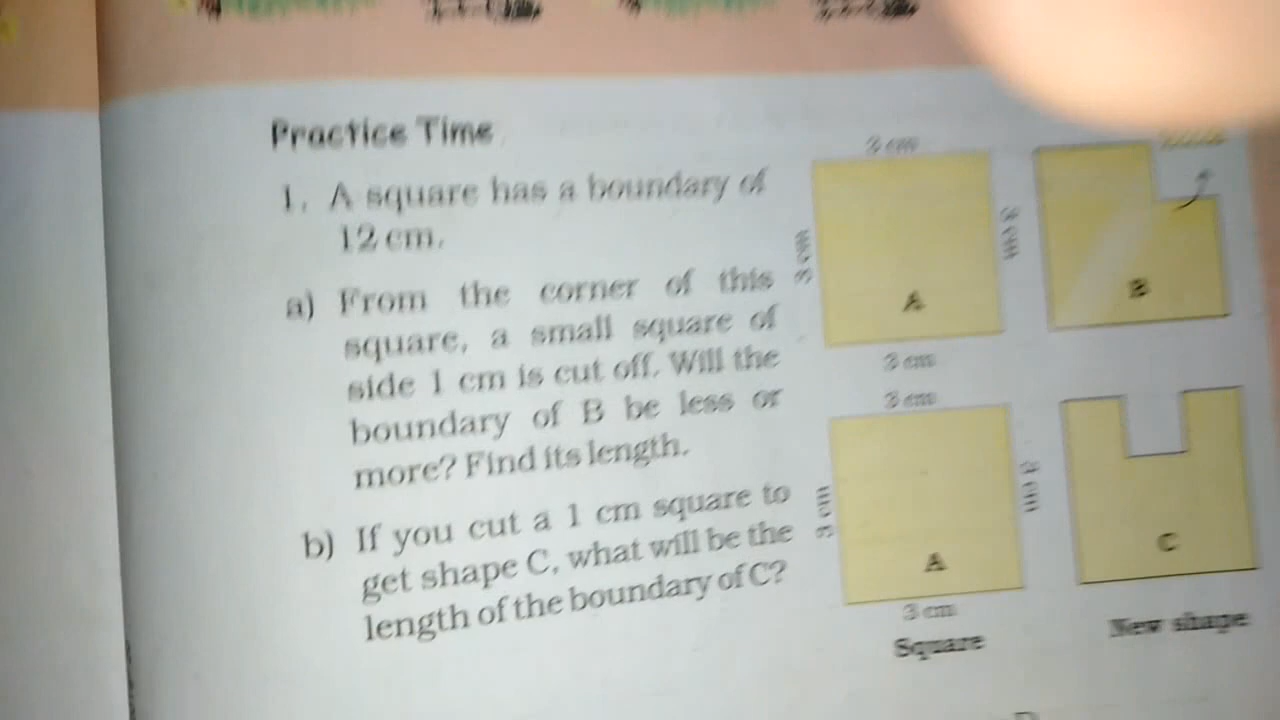 Practice Time
1. A square has a boundary of
12 cm.
a) From the corner of this
square, a small square of
side 1 cm is cut off. Will the
boundary of B be less or
more? Find its length.
b) If you cut a 1 cm square to
get shape C, what will be the
length of the boundary of C?
3 cm
3 cm
3 cm
A
3 cm
B
3 cm
3 cm
3 cm
A
3 cm
Square
C
New shape